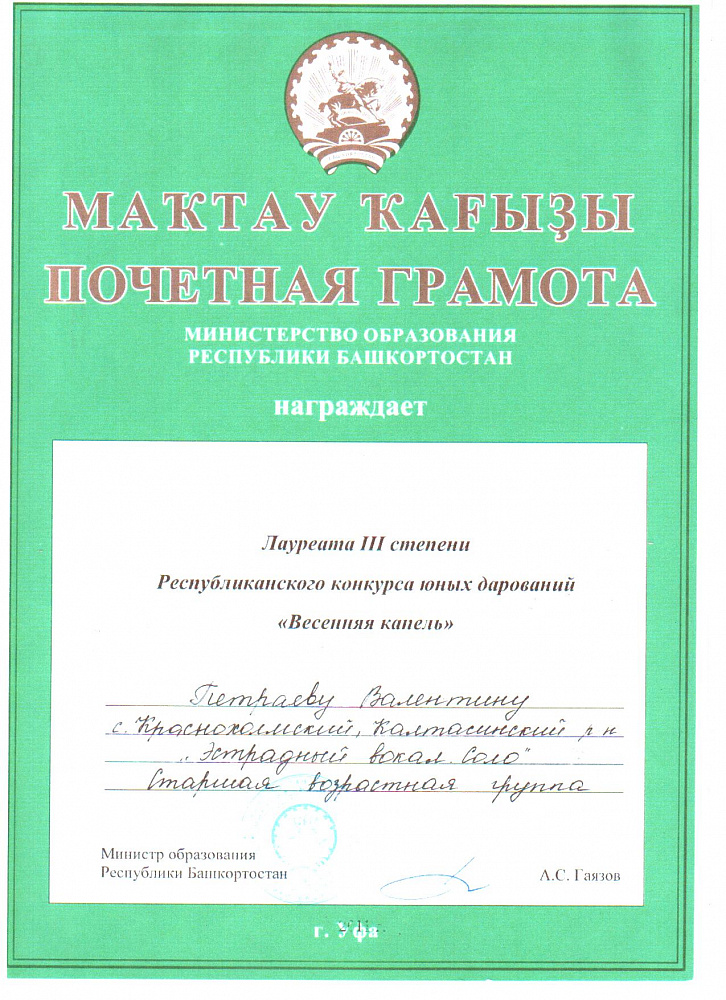 МАҠТАУ ҠАҒЫҘЫ
ПОЧЕТНАЯ ГРАМОТА
МИНИСТЕРСТВО ОБРАЗОВАНИЯ
РЕСПУБЛИКИ БАШКОРТОСТАН
награждает
Лауреата III степени
Республиканского конкурса юных дарований
«Весенняя капель»
Петраеву Валентину
с. Краснохолмский, Калтасинский р-н
„Эстрадный вокал. Соло"
Старшая возрастная группа
Министр образования
Республики Башкортостан
А.С. Гаязов
г. Уфа